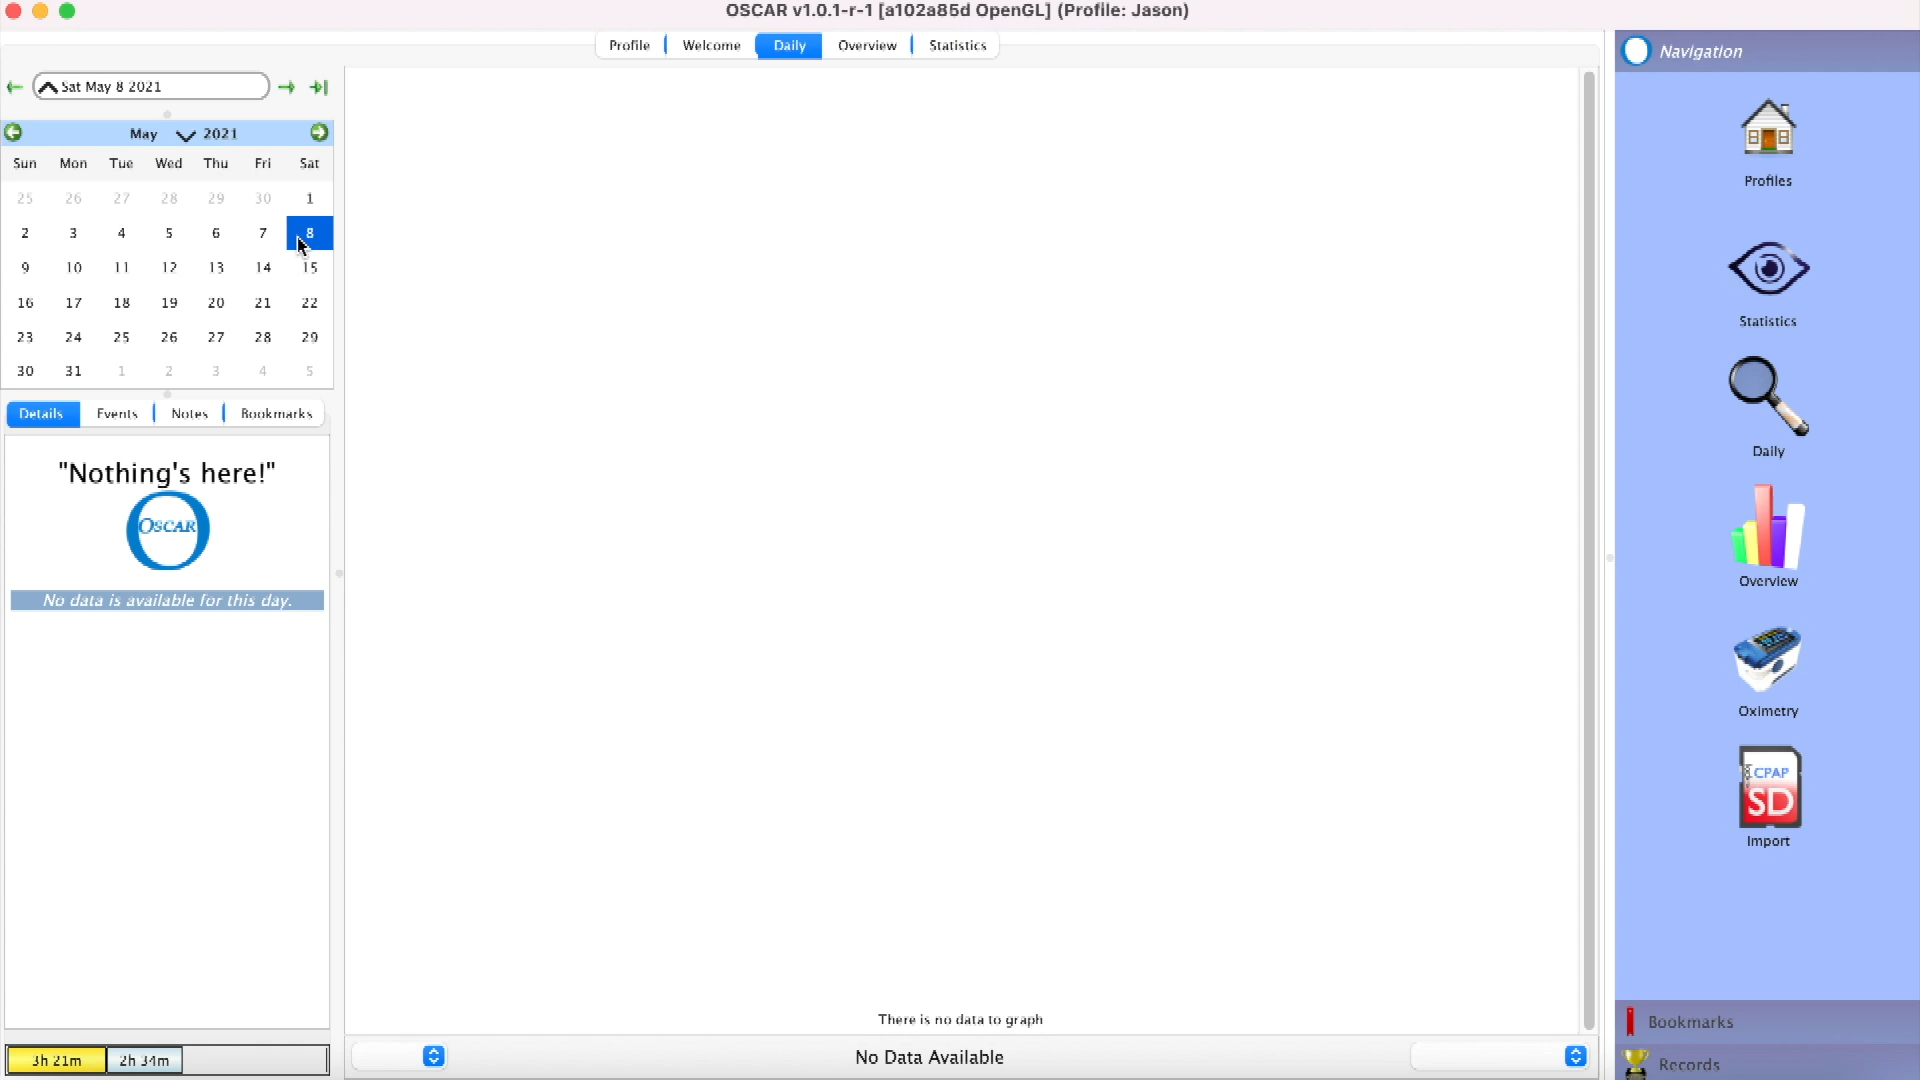 OSCAR v1.0.1-r-1 [a102a85d OpenGL] (Profile: Jason)
Profile Welcome Daily Overview Statistics
Navigation
Sat May 8 2021
May 2021
Sun Mon Tue Wed Thu Fri Sat
25 26 27 28 29 30 1
2 3 4 5 6 7 8
9 10 11 12 13 14 15
16 17 18 19 20 21 22
23 24 25 26 27 28 29
30 31 1 2 3 4 5
Details Events Notes Bookmarks
"Nothing's here!"
OSCAR
No data is available for this day.
3h 21m 2h 34m
There is no data to graph
No Data Available
Profiles
Statistics
Daily
Overview
Oximetry
CPAP
SD
Import
Bookmarks
Records